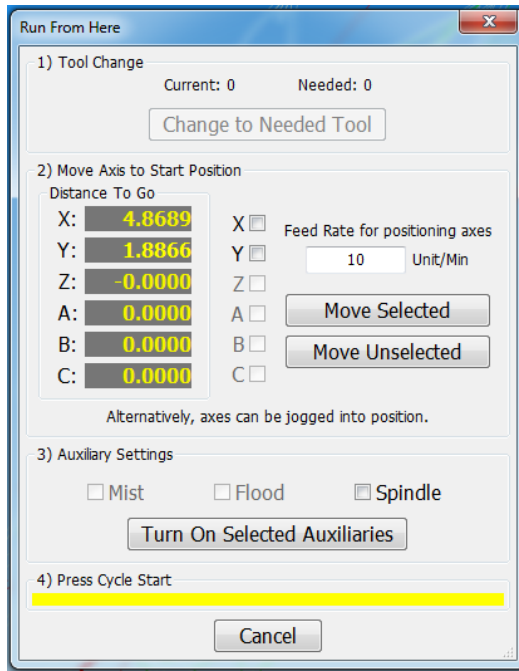 Run From Here
1) Tool Change
Current: 0 Needed: 0
Change to Needed Tool
2) Move Axis to Start Position
Distance To Go
X: 4.8689
Y: 1.8866
Z: -0.0000
A: 0.0000
B: 0.0000
C: 0.0000
X
Y
Z
A
B
C
Feed Rate for positioning axes
10 Unit/Min
Move Selected
Move Unselected
Alternatively, axes can be jogged into position.
3) Auxiliary Settings
Mist Flood Spindle
Turn On Selected Auxiliaries
4) Press Cycle Start
Cancel